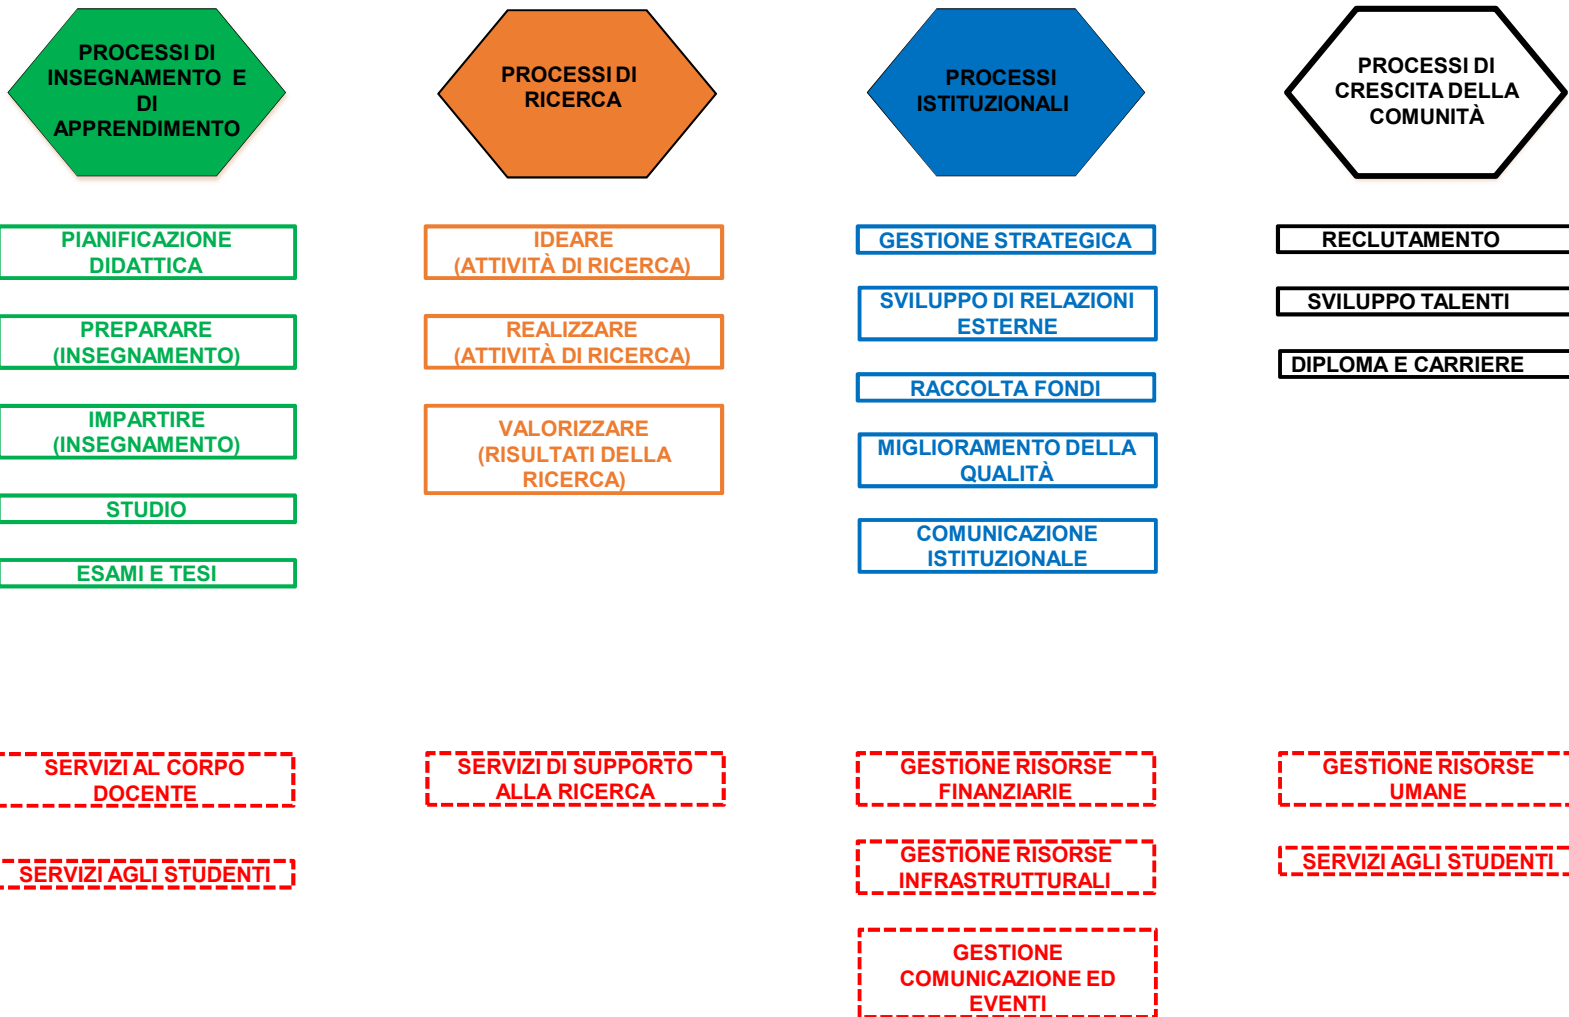 PROCESSI DI
INSEGNAMENTO E
DI
APPRENDIMENTO
PROCESSI DI
RICERCA
PROCESSI
ISTITUZIONALI
PROCESSI DI
CRESCITA DELLA
COMUNITÀ
PIANIFICAZIONE
DIDATTICA
PREPARARE
(INSEGNAMENTO)
IMPARTIRE
(INSEGNAMENTO)
STUDIO
ESAMI E TESI
IDEARE
(ATTIVITÀ DI RICERCA)
REALIZZARE
(ATTIVITÀ DI RICERCA)
VALORIZZARE
(RISULTATI DELLA
RICERCA)
GESTIONE STRATEGICA
SVILUPPO DI RELAZIONI
ESTERNE
RACCOLTA FONDI
MIGLIORAMENTO DELLA
QUALITÀ
COMUNICAZIONE
ISTITUZIONALE
RECLUTAMENTO
SVILUPPO TALENTI
DIPLOMA E CARRIERE
SERVIZI AL CORPO
DOCENTE
SERVIZI AGLI STUDENTI
SERVIZI DI SUPPORTO
ALLA RICERCA
GESTIONE RISORSE
FINANZIARIE
GESTIONE RISORSE
INFRASTRUTTURALI
GESTIONE
COMUNICAZIONE ED
EVENTI
GESTIONE RISORSE
UMANE
SERVIZI AGLI STUDENTI